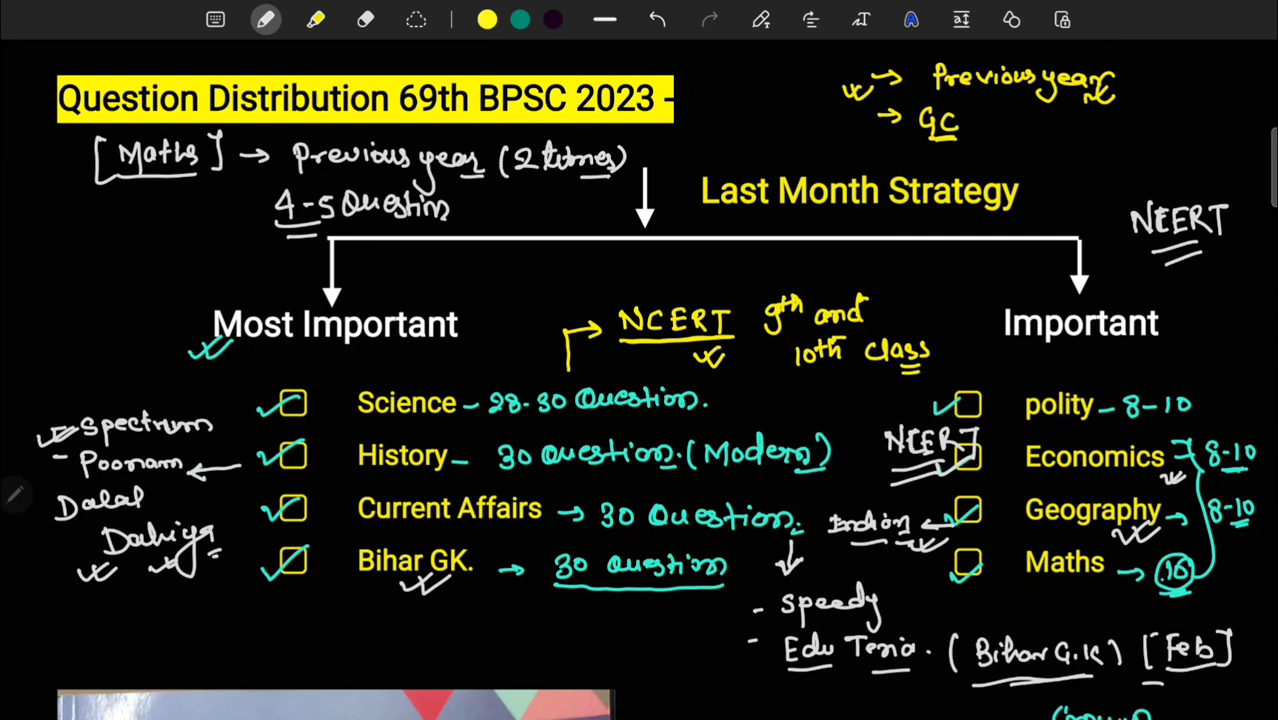 Question Distribution 69th BPSC 2023 -
→ Previous year
→ GC
[Maths] → Previous year (2 times)
4-5 Question
Last Month Strategy
NCERT
Most Important
Important
→ NCERT 9th and
10th class
Science - 28-30 Question.
polity - 8-10
Spectrum
History - 30 Question. (Modern)
NCERT
Economics 8-10
- Poonam
Dalal
Dahiya
Current Affairs → 30 Question.
Indian
Geography → 8-10
Bihar GK. → 30 Question
Maths →
- Speedy
- Edu Teria. (Bihar G.K) [Feb]